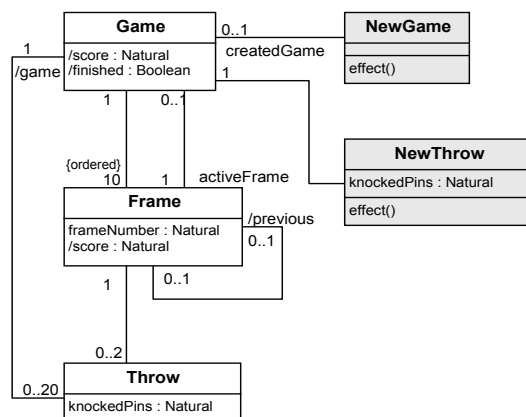 Game
/score : Natural
/finished : Boolean
NewGame
effect()
0..1
createdGame
1
/game
1
1
0..1
NewThrow
knockedPins : Natural
effect()
{ordered}
10
1
activeFrame
Frame
frameNumber : Natural
/score : Natural
/previous
0..1
0..1
1
0..2
0..20
Throw
knockedPins : Natural